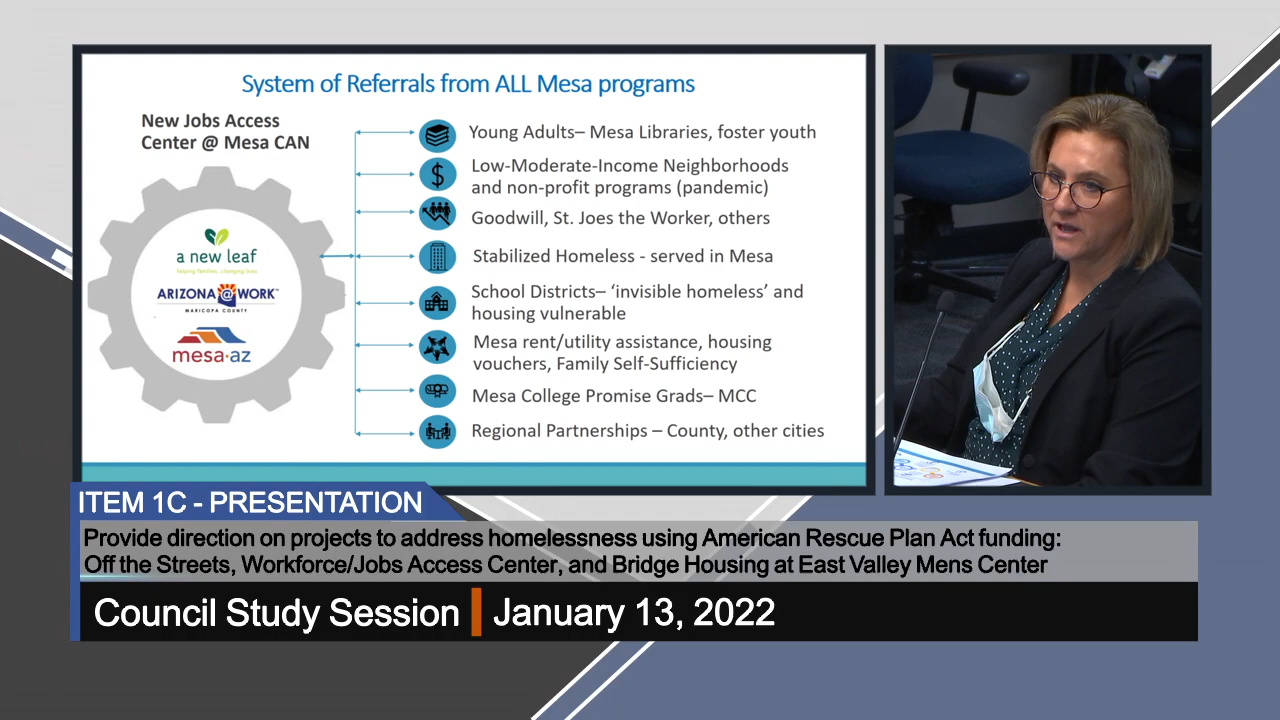 System of Referrals from ALL Mesa programs
New Jobs Access
Center @ Mesa CAN
a new leaf
helping families...changing lives
ARIZONA@WORK™
MARICOPA COUNTY
mesa·az
Young Adults– Mesa Libraries, foster youth
Low-Moderate-Income Neighborhoods
and non-profit programs (pandemic)
Goodwill, St. Joes the Worker, others
Stabilized Homeless - served in Mesa
School Districts– ‘invisible homeless’ and
housing vulnerable
Mesa rent/utility assistance, housing
vouchers, Family Self-Sufficiency
Mesa College Promise Grads– MCC
Regional Partnerships – County, other cities
ITEM 1C - PRESENTATION
Provide direction on projects to address homelessness using American Rescue Plan Act funding:
Off the Streets, Workforce/Jobs Access Center, and Bridge Housing at East Valley Mens Center
Council Study Session | January 13, 2022